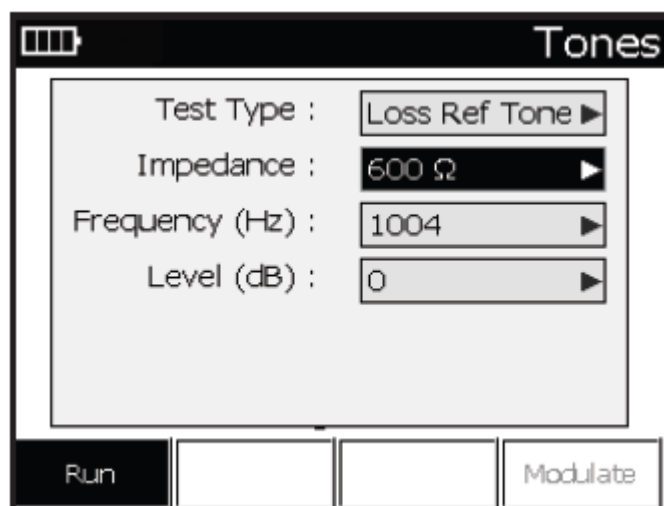 Tones
Test Type : Loss Ref Tone
Impedance : 600 Ω
Frequency (Hz) : 1004
Level (dB) : 0
Run Modulate